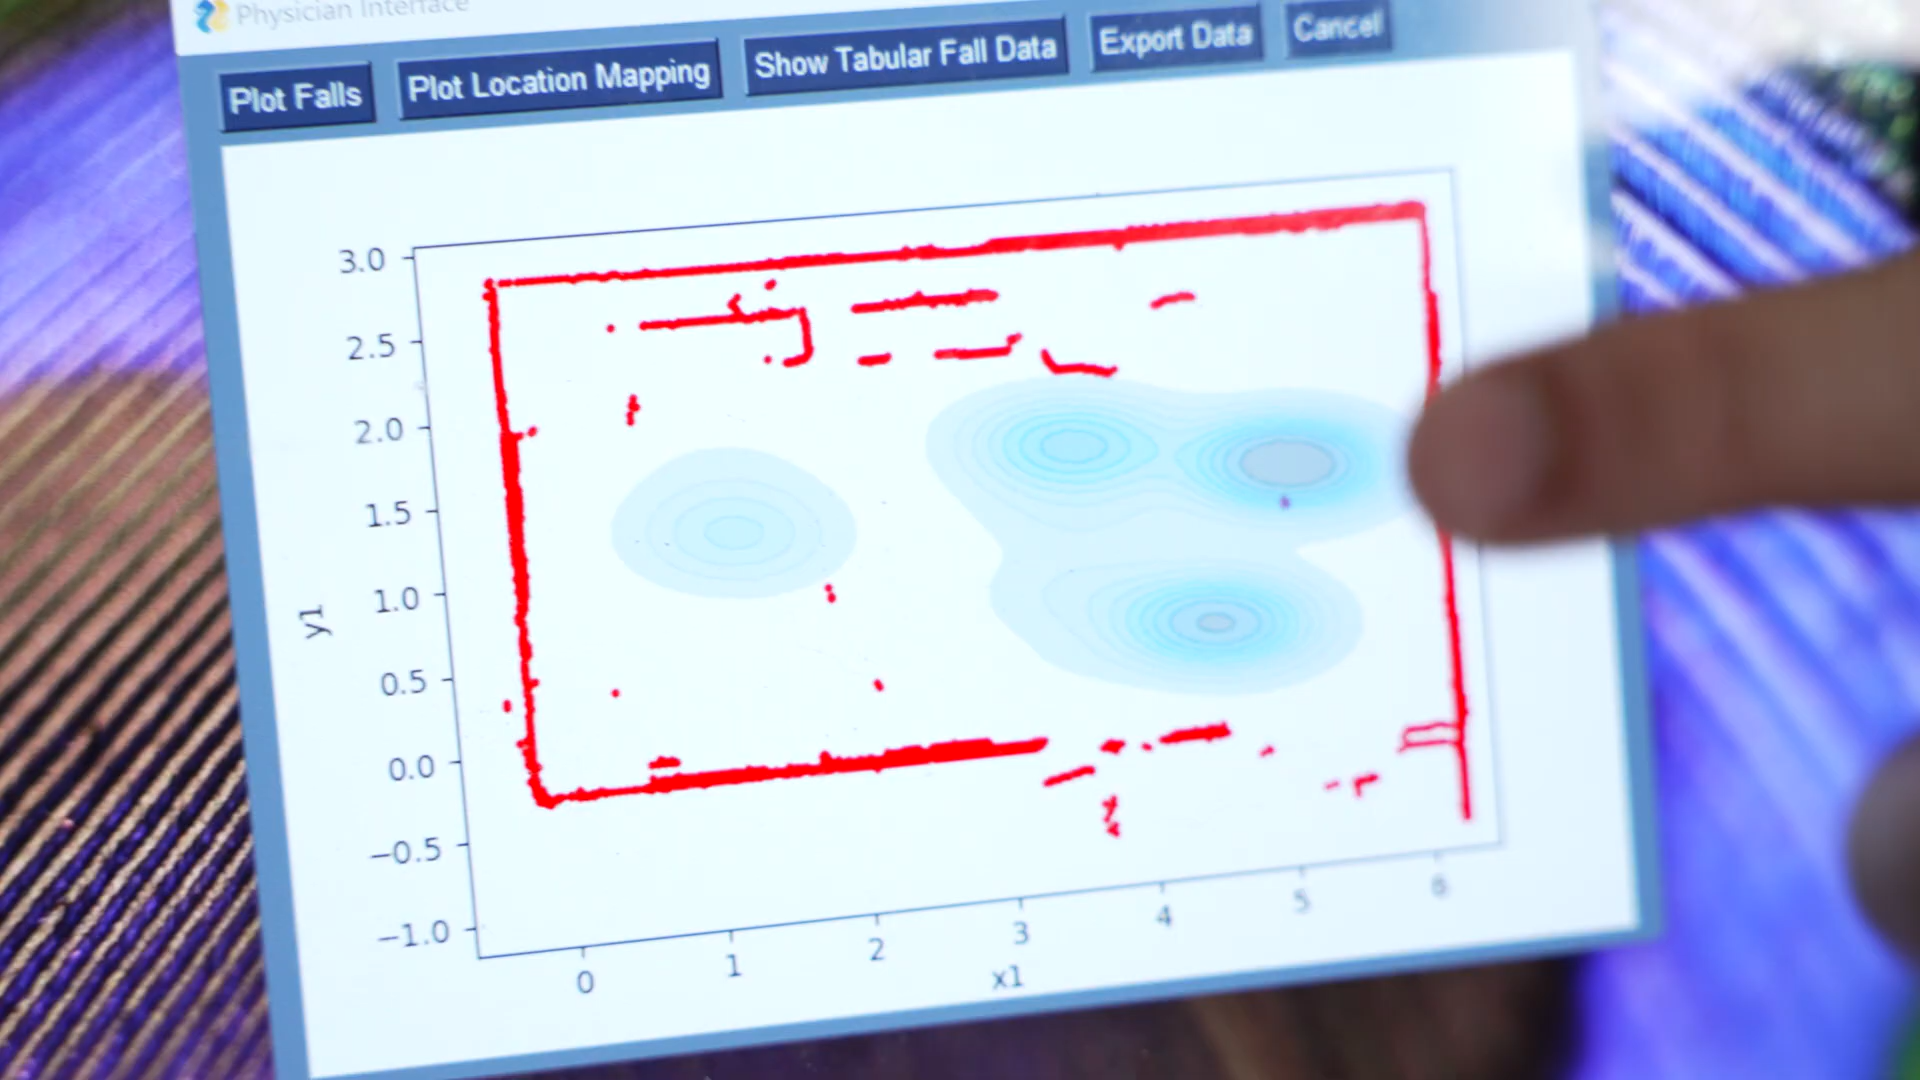 Physician Interface
Plot Falls
Plot Location Mapping
Show Tabular Fall Data
Export Data
Cancel
3.0
2.5
2.0
1.5
1.0
0.5
0.0
−0.5
−1.0
y1
0
1
2
3
4
5
6
x1